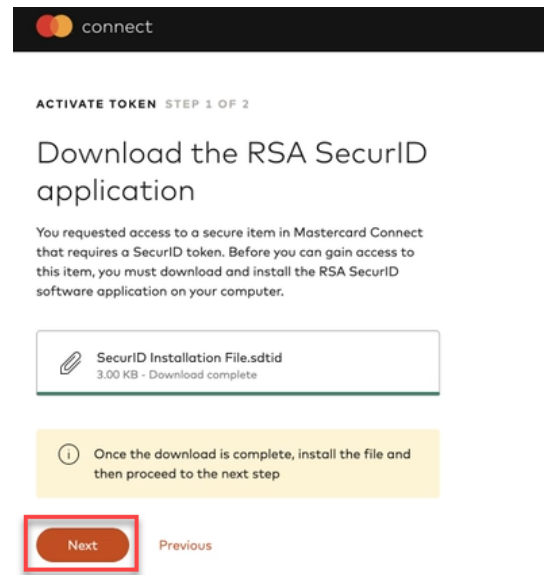 connect
ACTIVATE TOKEN STEP 1 OF 2
Download the RSA SecurID
application
You requested access to a secure item in Mastercard Connect
that requires a SecurID token. Before you can gain access to
this item, you must download and install the RSA SecurID
software application on your computer.
SecurID Installation File.sdtid
3.00 KB - Download complete
Once the download is complete, install the file and
then proceed to the next step
Next Previous